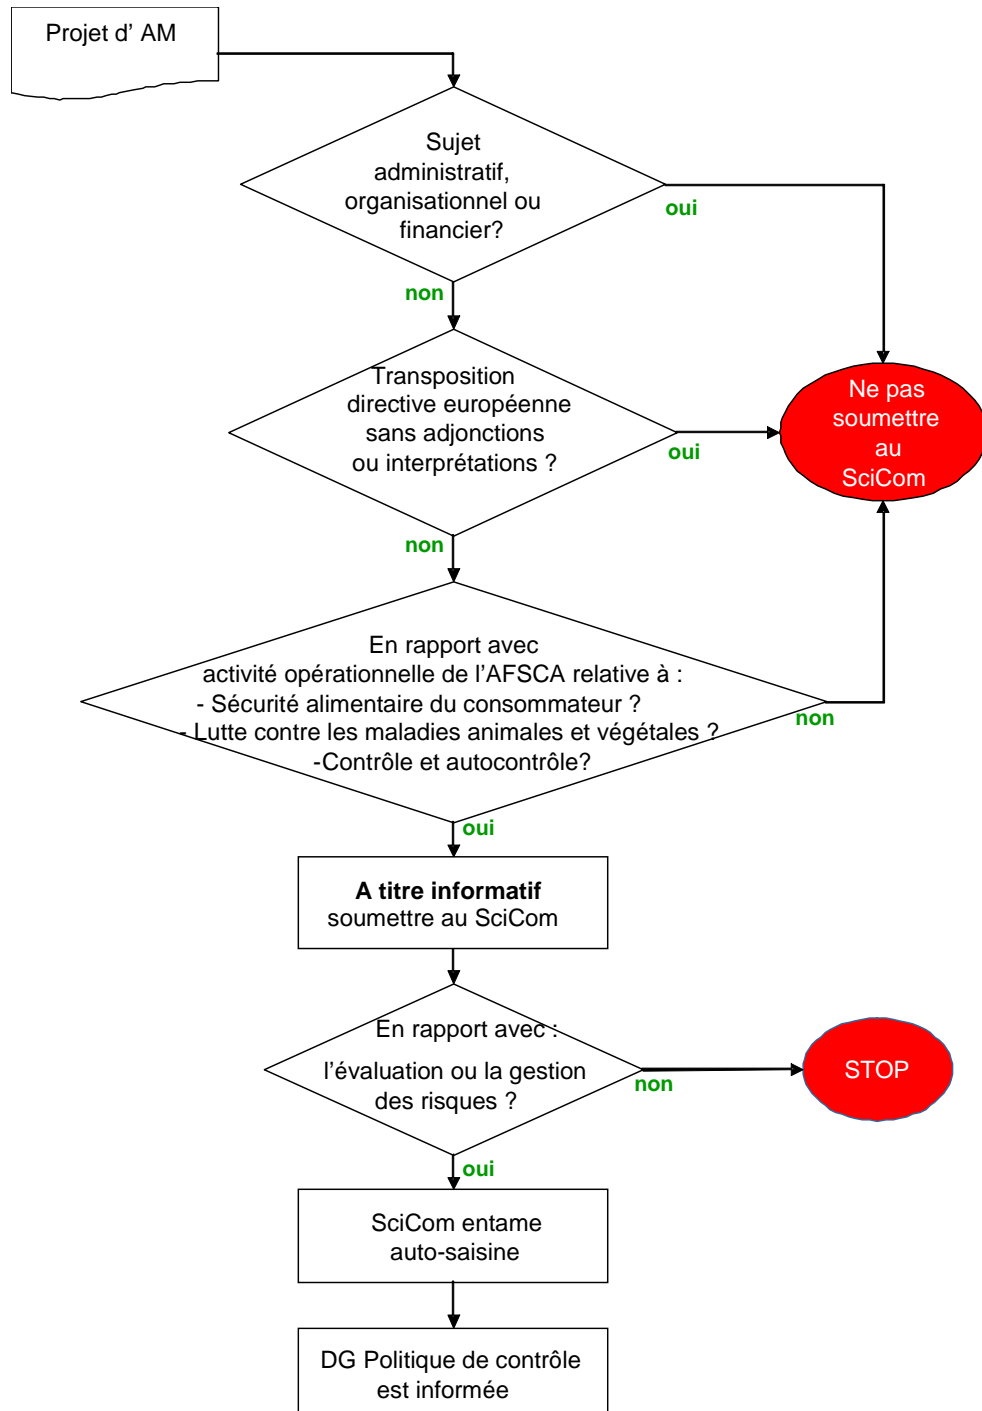 Projet d' AM
Sujet
administratif,
organisationnel ou
financier?
oui
non
Transposition
directive européenne
sans adjonctions
ou interprétations ?
oui
Ne pas
soumettre
au
SciCom
non
En rapport avec
activité opérationnelle de l'AFSCA relative à :
- Sécurité alimentaire du consommateur ?
- Lutte contre les maladies animales et végétales ?
-Contrôle et autocontrôle?
non
oui
A titre informatif
soumettre au SciCom
En rapport avec :
l'évaluation ou la gestion
des risques ?
non
STOP
oui
SciCom entame
auto-saisine
DG Politique de contrôle
est informée